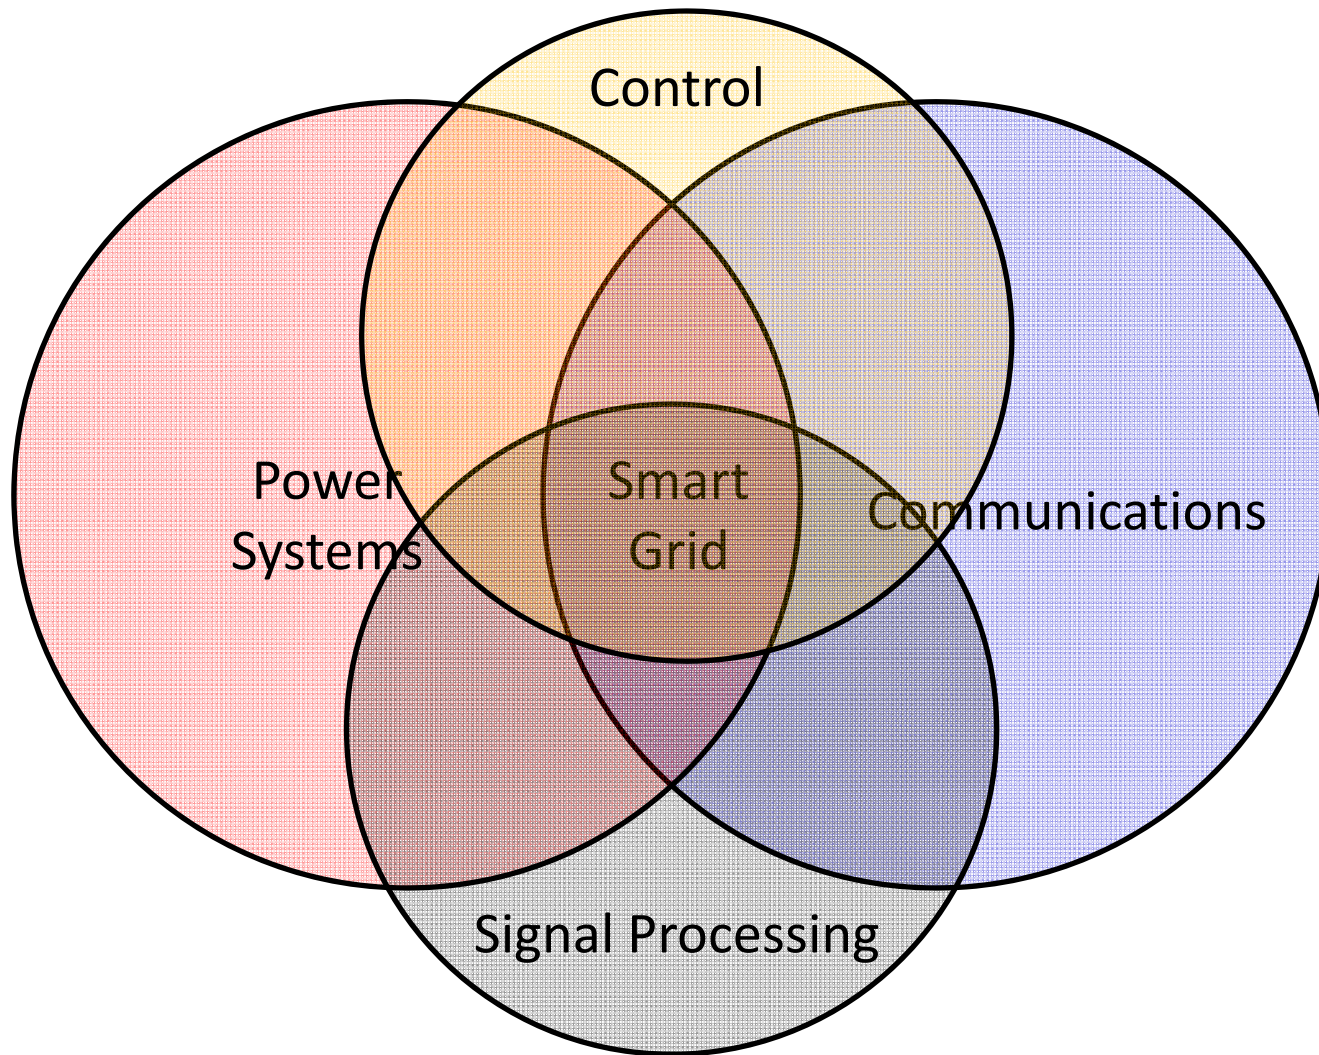 Control
Power
Systems
Smart
Grid
Communications
Signal Processing